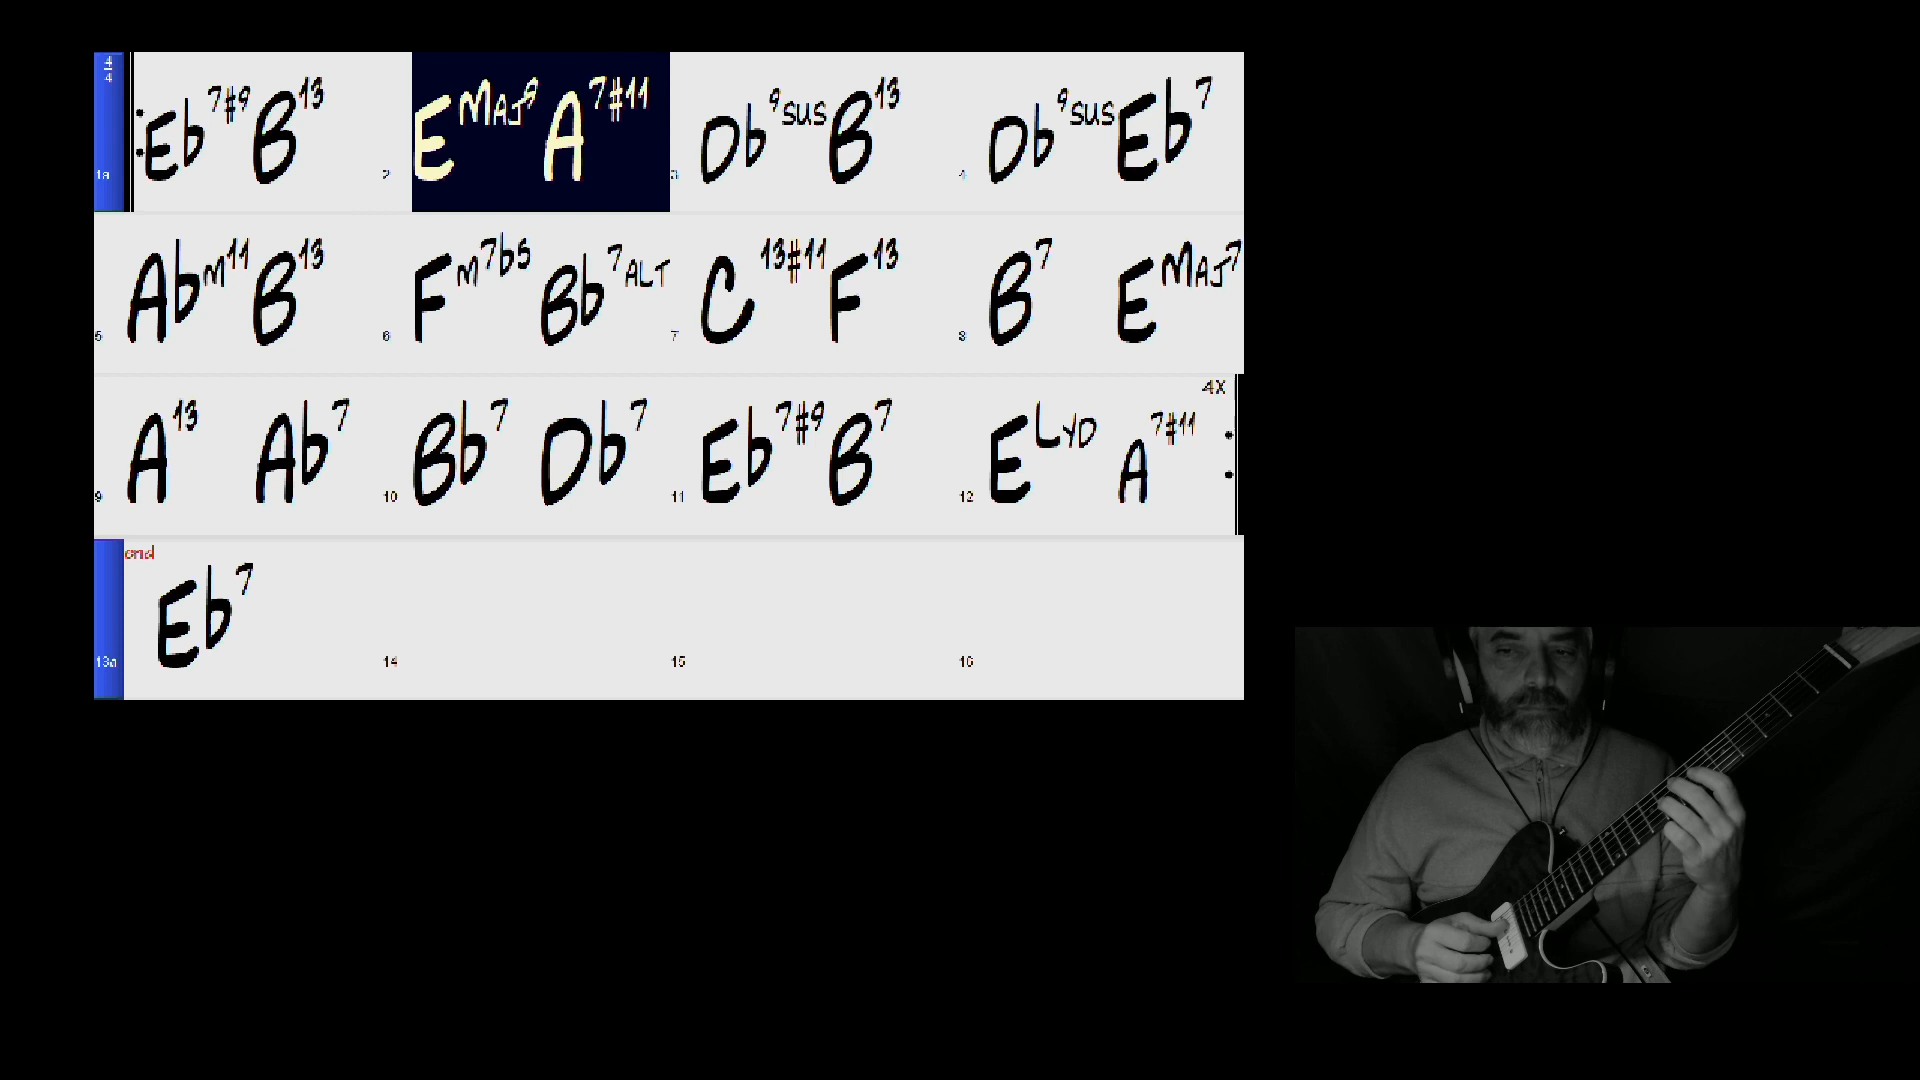 4/4 1a Eb7#9 B13 2 EMAJ9 A7#11 3 Db9SUS B13 4 Db9SUS Eb7
5 Abm11 B13 6 Fm7b5 Bb7ALT 7 C13#11 F13 8 B7 EMAJ7
4X
9 A13 Ab7 10 Bb7 Db7 11 Eb7#9 B7 12 ELYD A7#11
end
13a Eb7 14 15 16